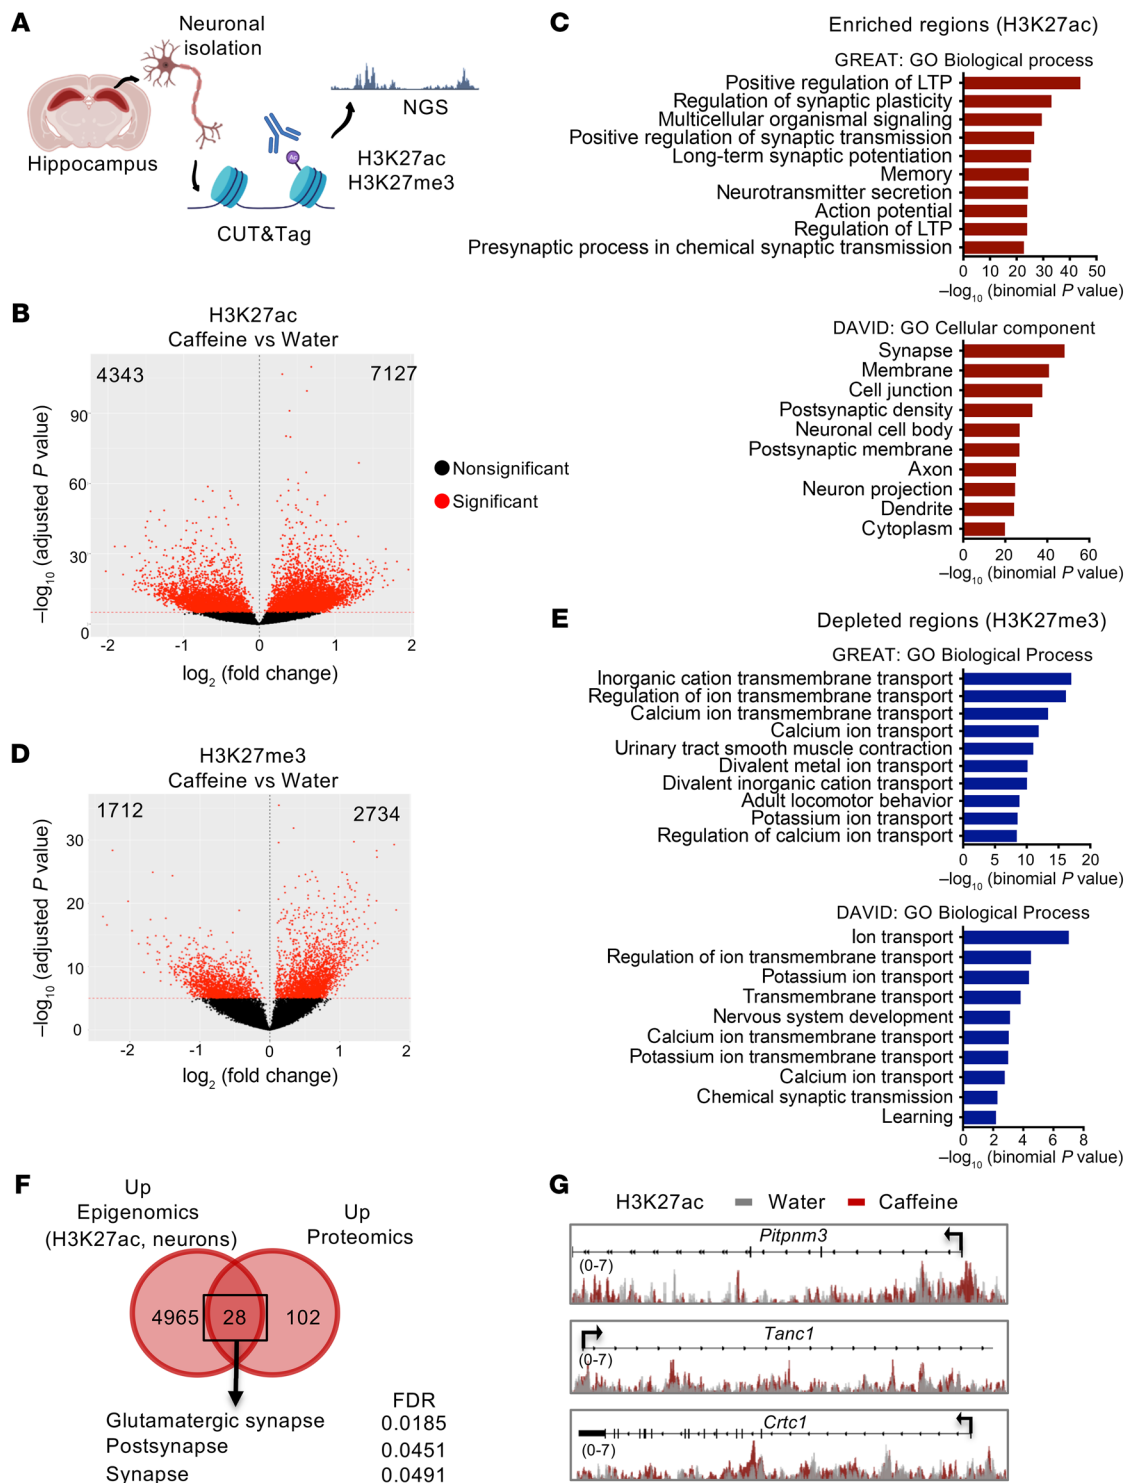 A
Neuronal
isolation
Hippocampus
NGS
Ac
H3K27ac
H3K27me3
CUT&Tag
B
H3K27ac
Caffeine vs Water
4343
7127
90
60
30
0
–log10 (adjusted P value)
-2 -1 0 1 2
log2 (fold change)
Nonsignificant
Significant
C
Enriched regions (H3K27ac)
GREAT: GO Biological process
Positive regulation of LTP
Regulation of synaptic plasticity
Multicellular organismal signaling
Positive regulation of synaptic transmission
Long-term synaptic potentiation
Memory
Neurotransmitter secretion
Action potential
Regulation of LTP
Presynaptic process in chemical synaptic transmission
0 10 20 30 40 50
–log10 (binomial P value)
DAVID: GO Cellular component
Synapse
Membrane
Cell junction
Postsynaptic density
Neuronal cell body
Postsynaptic membrane
Axon
Neuron projection
Dendrite
Cytoplasm
0 20 40 60
–log10 (binomial P value)
D
H3K27me3
Caffeine vs Water
1712
2734
30
20
10
0
–log10 (adjusted P value)
-2 -1 0 1 2
log2 (fold change)
E
Depleted regions (H3K27me3)
GREAT: GO Biological Process
Inorganic cation transmembrane transport
Regulation of ion transmembrane transport
Calcium ion transmembrane transport
Calcium ion transport
Urinary tract smooth muscle contraction
Divalent metal ion transport
Divalent inorganic cation transport
Adult locomotor behavior
Potassium ion transport
Regulation of calcium ion transport
0 5 10 15 20
–log10 (binomial P value)
DAVID: GO Biological Process
Ion transport
Regulation of ion transmembrane transport
Potassium ion transport
Transmembrane transport
Nervous system development
Calcium ion transmembrane transport
Potassium ion transmembrane transport
Calcium ion transport
Chemical synaptic transmission
Learning
0 2 4 6 8
–log10 (binomial P value)
F
Up
Epigenomics
(H3K27ac, neurons)
Up
Proteomics
4965 28 102
FDR
Glutamatergic synapse 0.0185
Postsynapse 0.0451
Synapse 0.0491
G
H3K27ac Water Caffeine
Pitpnm3
(0-7)
Tanc1
(0-7)
Crtc1
(0-7)